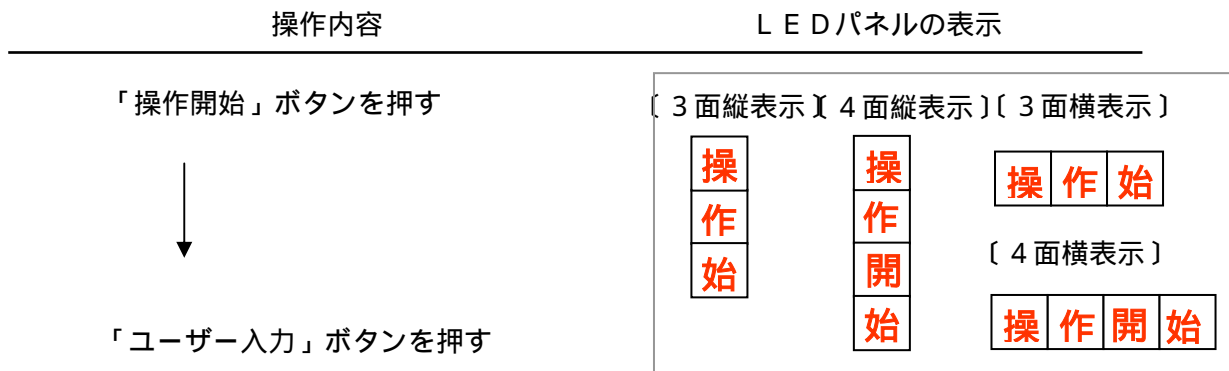 操作内容
ＬＥＤパネルの表示
「操作開始」ボタンを押す
〔３面縦表示〕
〔４面縦表示〕
〔３面横表示〕
操
作
始
操
作
開
始
操作始
〔４面横表示〕
操作開始
「ユーザー入力」ボタンを押す